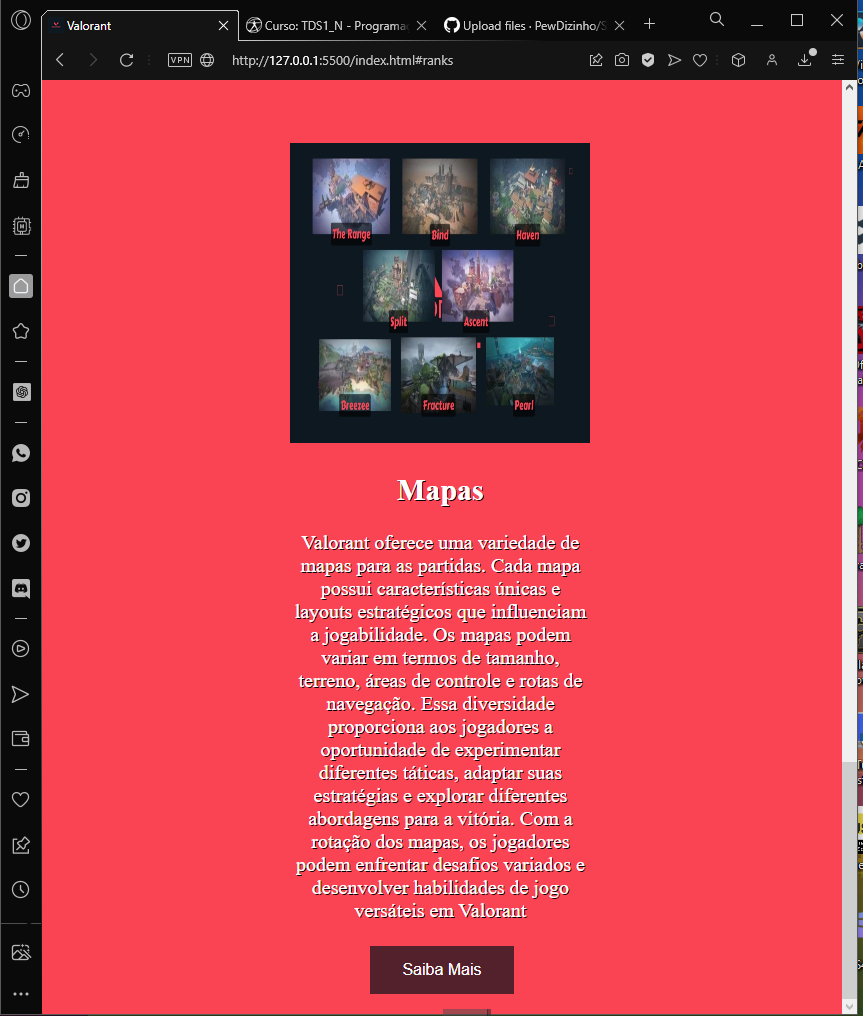 Valorant
Curso: TDS1_N - Programaç
Upload files · PewDizinho/S
VPN
http://127.0.0.1:5500/index.html#ranks
The Range
Bind
Haven
Split
Ascent
Breezee
Fracture
Pearl
Mapas
Valorant oferece uma variedade de
mapas para as partidas. Cada mapa
possui características únicas e
layouts estratégicos que influenciam
a jogabilidade. Os mapas podem
variar em termos de tamanho,
terreno, áreas de controle e rotas de
navegação. Essa diversidade
proporciona aos jogadores a
oportunidade de experimentar
diferentes táticas, adaptar suas
estratégias e explorar diferentes
abordagens para a vitória. Com a
rotação dos mapas, os jogadores
podem enfrentar desafios variados e
desenvolver habilidades de jogo
versáteis em Valorant
Saiba Mais